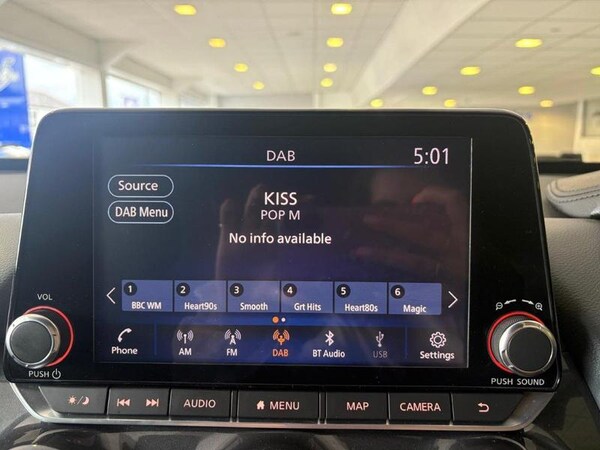 DAB 5:01
Source
DAB Menu
KISS
POP M
No info available
1 2 3 4 5 6
BBC WM Heart90s Smooth Grt Hits Heart80s Magic
Phone AM FM DAB BT Audio USB Settings
VOL
PUSH
PUSH SOUND
AUDIO MENU MAP CAMERA